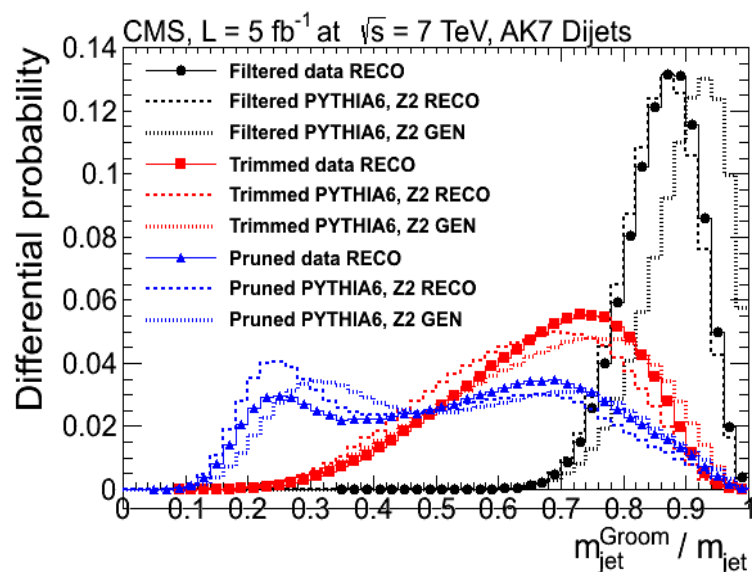 CMS, L = 5 fb⁻¹ at √s = 7 TeV, AK7 Dijets
Differential probability
0.14
0.12
0.1
0.08
0.06
0.04
0.02
0
Filtered data RECO
Filtered PYTHIA6, Z2 RECO
Filtered PYTHIA6, Z2 GEN
Trimmed data RECO
Trimmed PYTHIA6, Z2 RECO
Trimmed PYTHIA6, Z2 GEN
Pruned data RECO
Pruned PYTHIA6, Z2 RECO
Pruned PYTHIA6, Z2 GEN
0 0.1 0.2 0.3 0.4 0.5 0.6 0.7 0.8 0.9 1
m_jet^Groom / m_jet